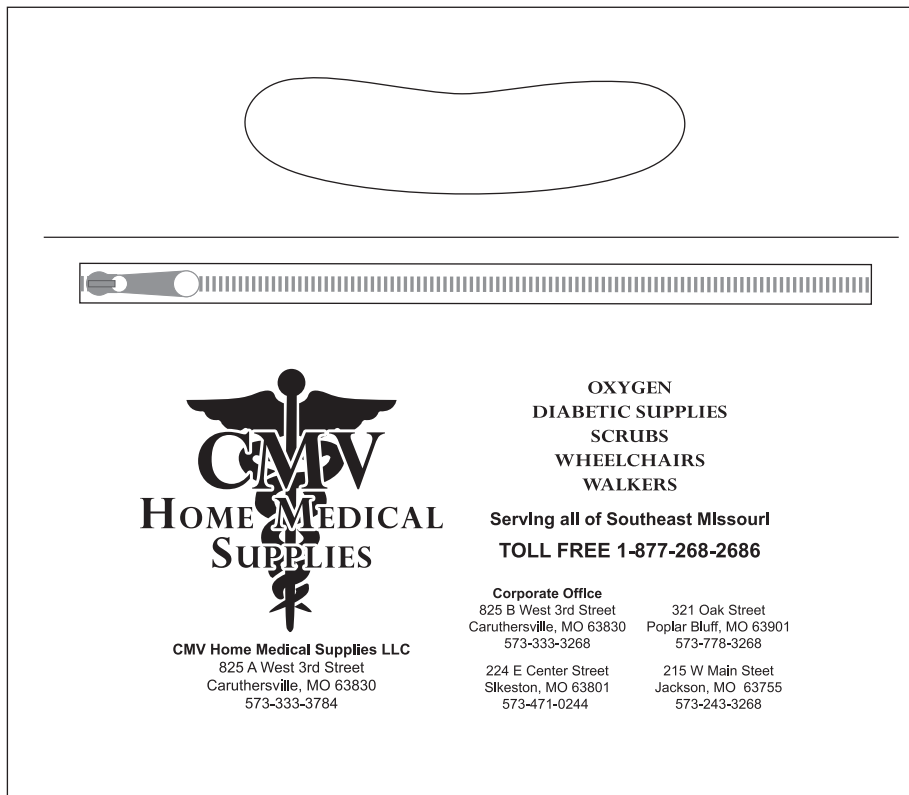 CMV
HOME MEDICAL
SUPPLIES
CMV Home Medical Supplies LLC
825 A West 3rd Street
Caruthersville, MO 63830
573-333-3784
OXYGEN
DIABETIC SUPPLIES
SCRUBS
WHEELCHAIRS
WALKERS
Serving all of Southeast Missouri
TOLL FREE 1-877-268-2686
Corporate Office
825 B West 3rd Street
Caruthersville, MO 63830
573-333-3268
321 Oak Street
Poplar Bluff, MO 63901
573-778-3268
224 E Center Street
Sikeston, MO 63801
573-471-0244
215 W Main Steet
Jackson, MO  63755
573-243-3268